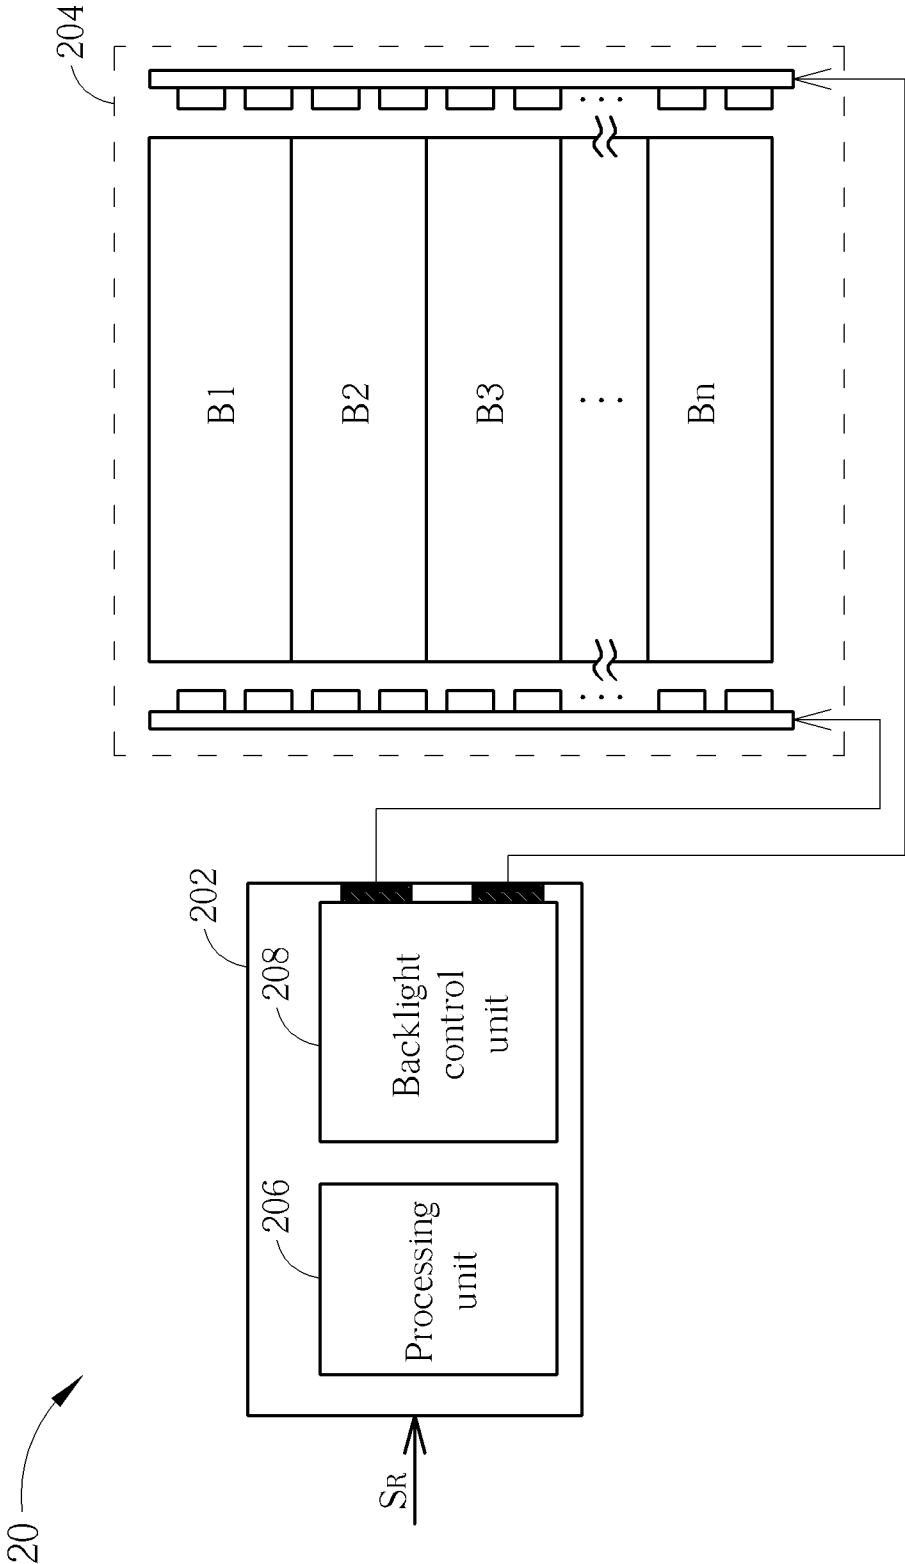 20
SR
202
206
Processing
unit
208
Backlight
control
unit
204
B1
B2
B3
...
Bn
...
...